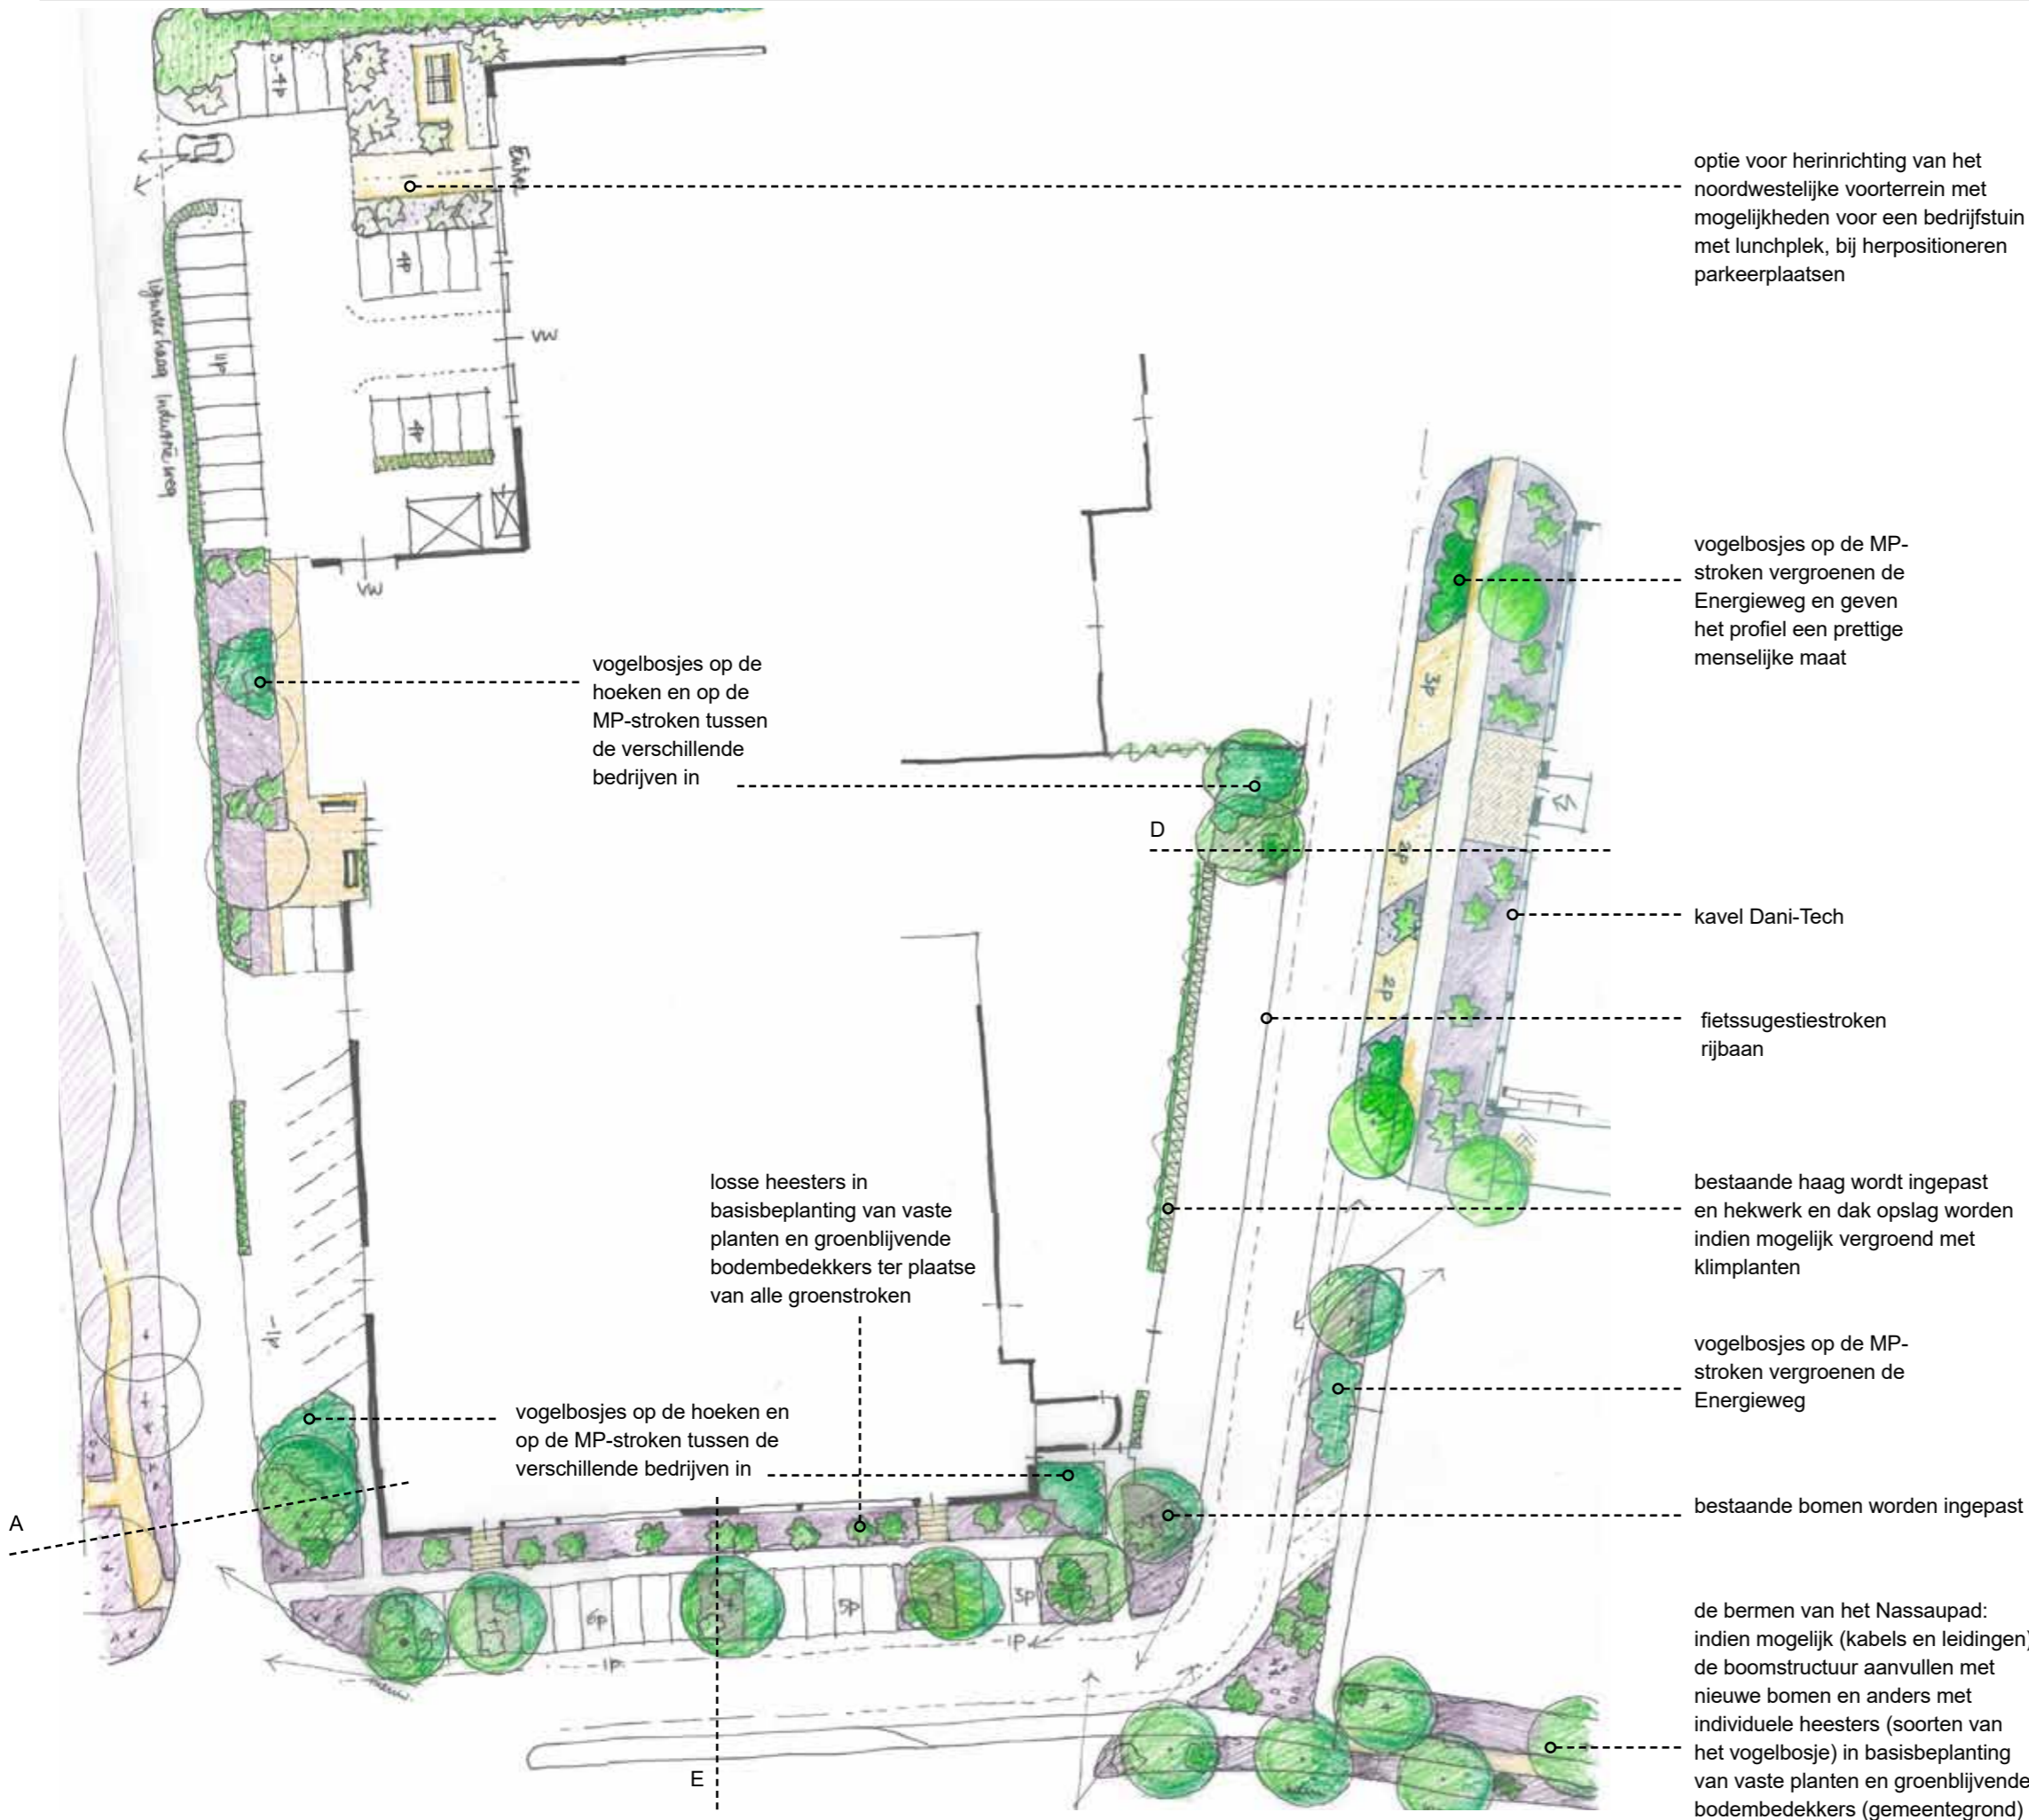 3-4p
Entree
optie voor herinrichting van het
noordwestelijke voorterrein met
mogelijkheden voor een bedrijfstuin
met lunchplek, bij herpositioneren
parkeerplaatsen
4p
VW
11p
4p
Industrieweg
VW
vogelbosjes op de MP-
stroken vergroenen de
Energieweg en geven
het profiel een prettige
menselijke maat
3p
vogelbosjes op de
hoeken en op de
MP-stroken tussen
de verschillende
bedrijven in
D
2p
kavel Dani-Tech
2p
fietssugestiestroken
rijbaan
bestaande haag wordt ingepast
en hekwerk en dak opslag worden
indien mogelijk vergroend met
klimplanten
losse heesters in
basisbeplanting van vaste
planten en groenblijvende
bodembedekkers ter plaatse
van alle groenstroken
-1p.
vogelbosjes op de MP-
stroken vergroenen de
Energieweg
vogelbosjes op de hoeken en
op de MP-stroken tussen de
verschillende bedrijven in
bestaande bomen worden ingepast
A
6p
5p
3p
-1p
-1p.
nieuw.
de bermen van het Nassaupad:
indien mogelijk (kabels en leidingen)
de boomstructuur aanvullen met
nieuwe bomen en anders met
individuele heesters (soorten van
het vogelbosje) in basisbeplanting
van vaste planten en groenblijvende
bodembedekkers (gemeentegrond)
E